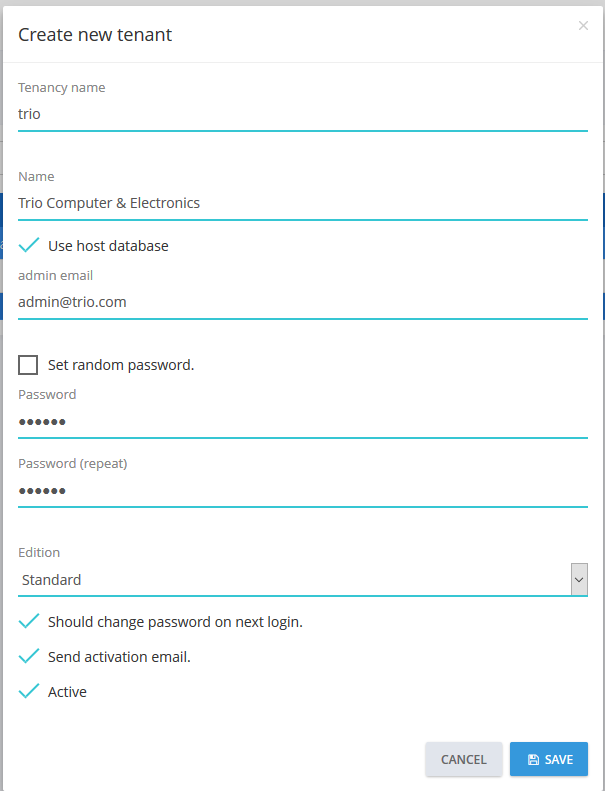 Create new tenant
Tenancy name
trio
Name
Trio Computer & Electronics
Use host database
admin email
admin@trio.com
Set random password.
Password
••••••
Password (repeat)
••••••
Edition
Standard
Should change password on next login.
Send activation email.
Active
CANCEL SAVE